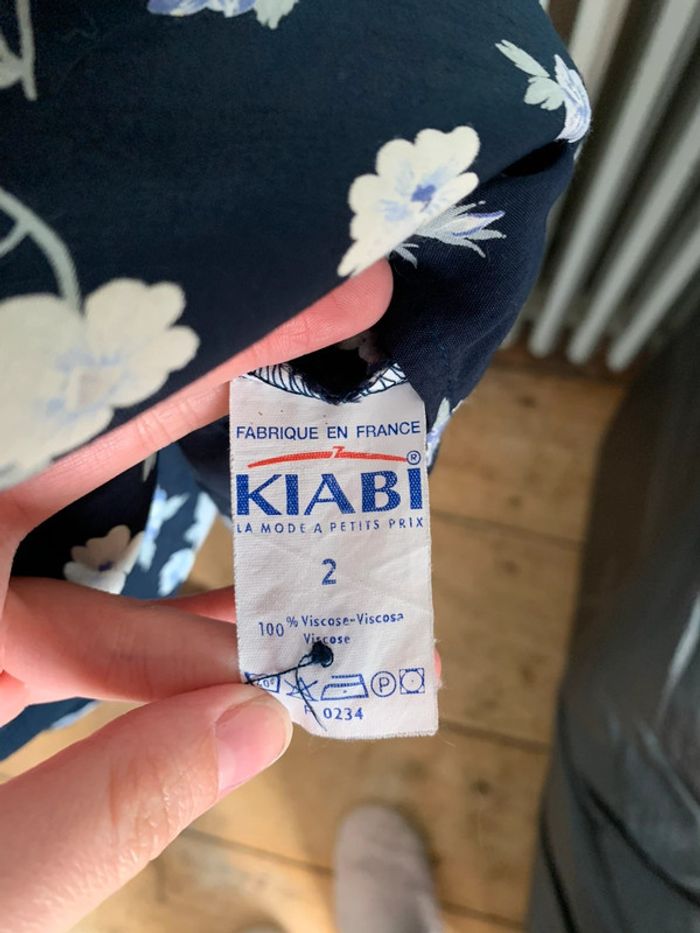 FABRIQUE EN FRANCE
KIABI®
LA MODE A PETITS PRIX
2
100 % Viscose-Viscosa
Viscose
P
0234